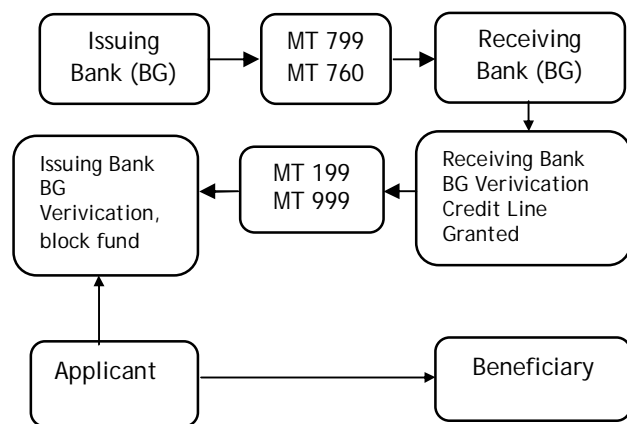 Issuing
Bank (BG)
MT 799
MT 760
Receiving
Bank (BG)
Issuing Bank
BG
Verivication,
block fund
MT 199
MT 999
Receiving Bank
BG Verivication
Credit Line
Granted
Applicant
Beneficiary